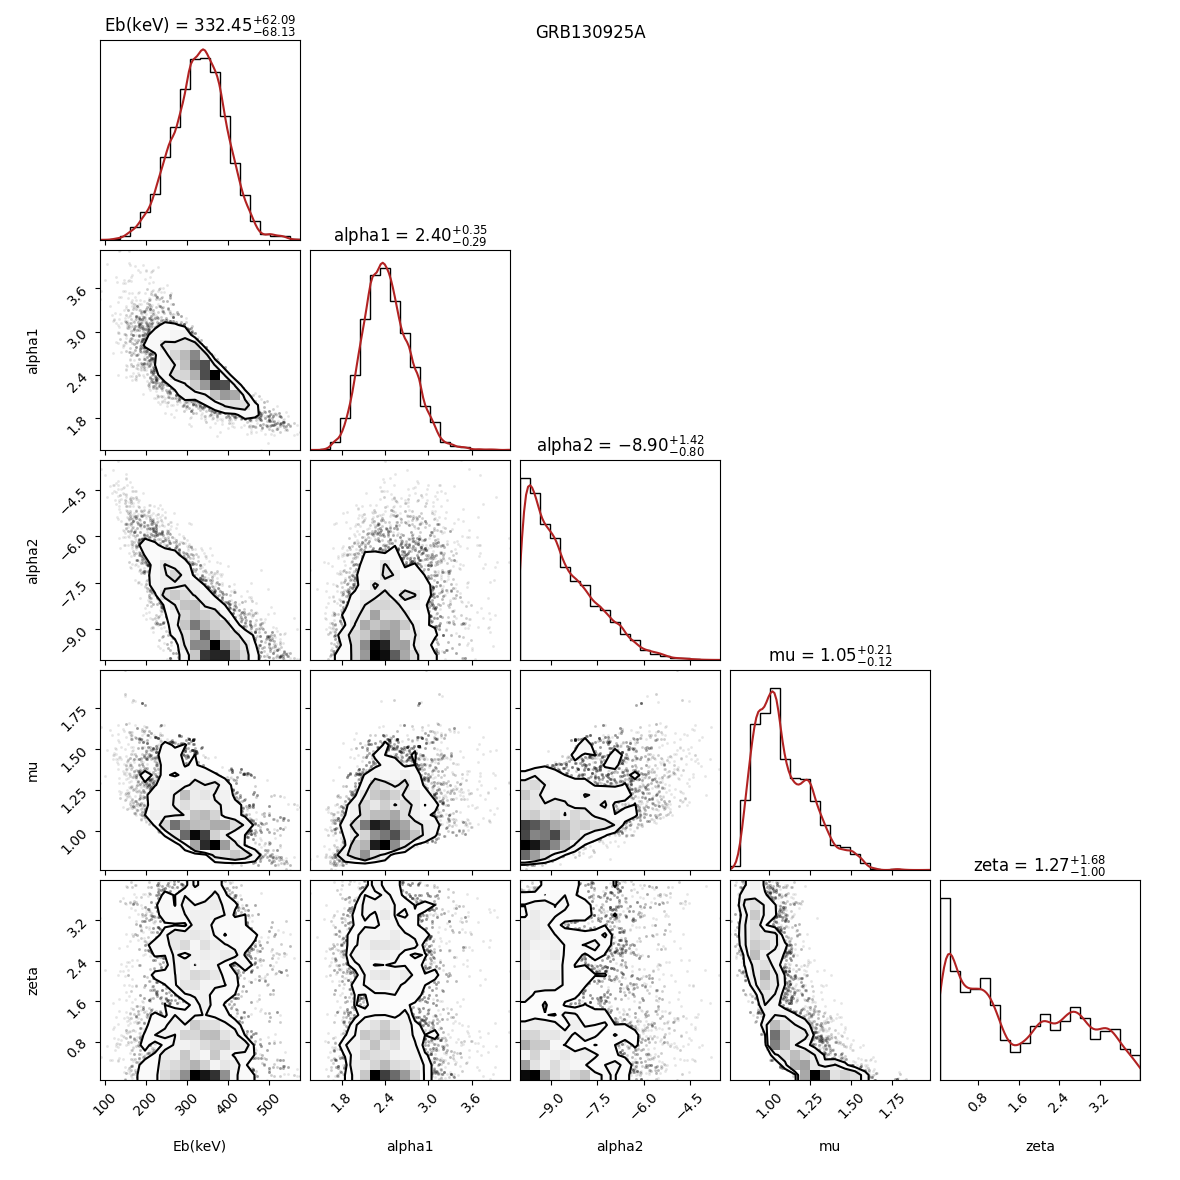 GRB130925A
Eb(keV) = 332.45+62.09−68.13
alpha1 = 2.40+0.35−0.29
alpha1
3.6
3.0
2.4
1.8
alpha2 = −8.90+1.42−0.80
alpha2
−4.5
−6.0
−7.5
−9.0
mu = 1.05+0.21−0.12
mu
1.75
1.50
1.25
1.00
zeta = 1.27+1.68−1.00
zeta
3.2
2.4
1.6
0.8
100 200 300 400 500 1.8 2.4 3.0 3.6 −9.0 −7.5 −6.0 −4.5 1.00 1.25 1.50 1.75 0.8 1.6 2.4 3.2
Eb(keV) alpha1 alpha2 mu zeta